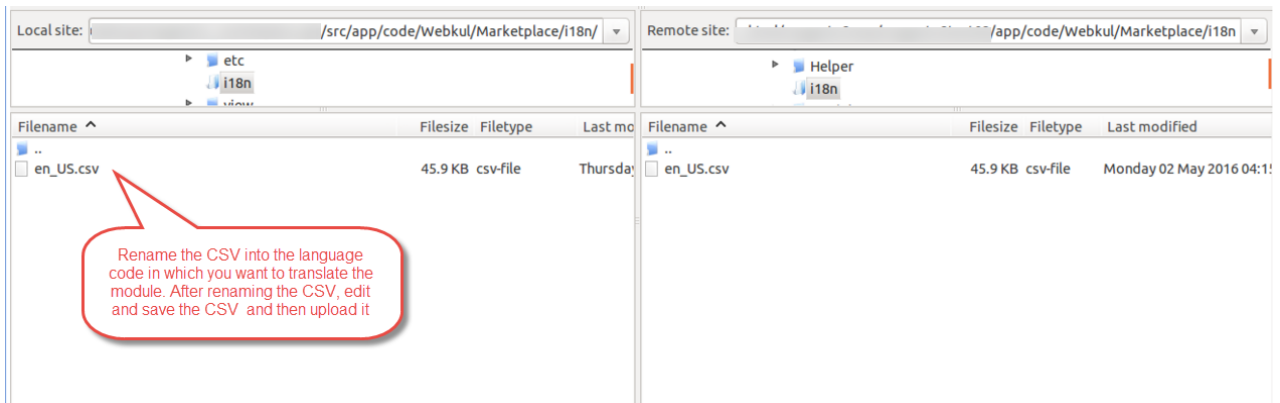 Local site: /src/app/code/Webkul/Marketplace/i18n/
Remote site: /app/code/Webkul/Marketplace/i18n
etc
i18n
view
Helper
i18n
Filename Filesize Filetype Last mo
..
en_US.csv 45.9 KB csv-file Thursday
Rename the CSV into the language
code in which you want to translate the
module. After renaming the CSV, edit
and save the CSV and then upload it
Filename Filesize Filetype Last modified
..
en_US.csv 45.9 KB csv-file Monday 02 May 2016 04:15